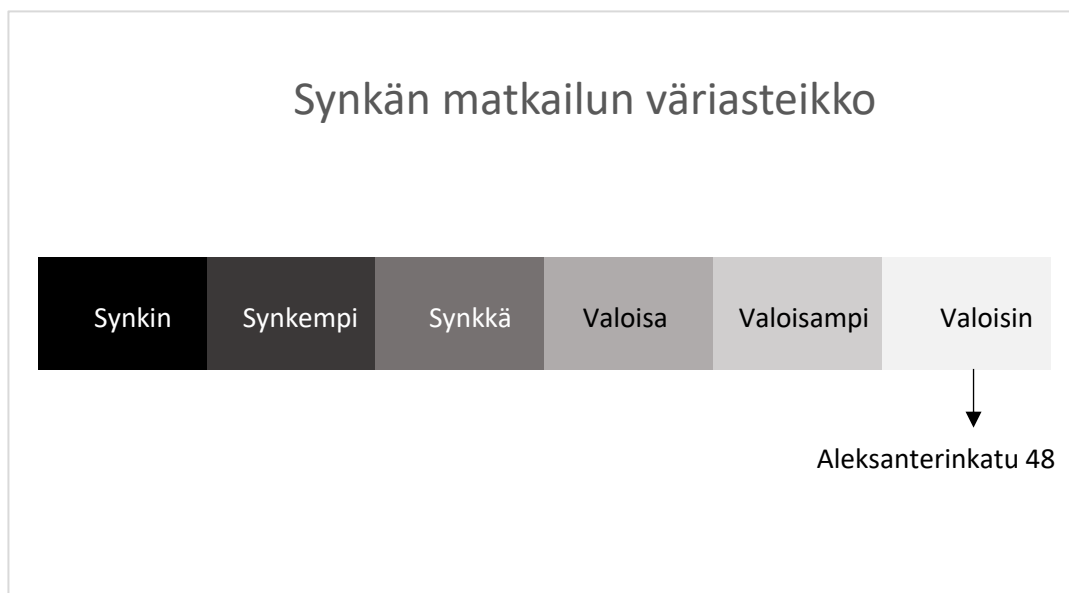 Synkän matkailun väriasteikko
Synkin Synkempi Synkkä Valoisa Valoisampi Valoisin
Aleksanterinkatu 48